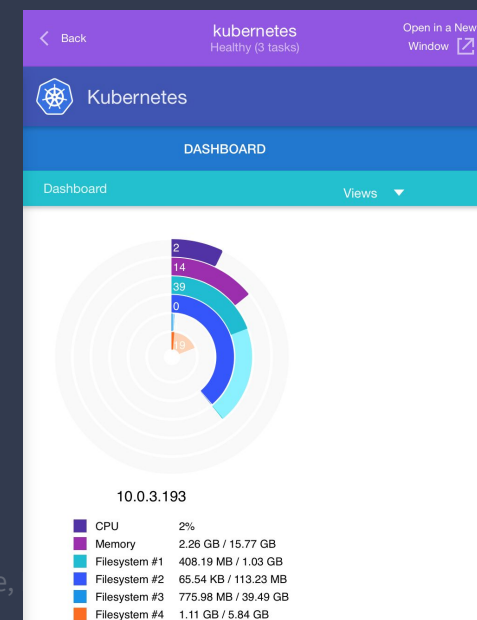 Back
kubernetes
Healthy (3 tasks)
Open in a New
Window
Kubernetes
DASHBOARD
Dashboard
Views
2
14
39
0
19
10.0.3.193
CPU 2%
Memory 2.26 GB / 15.77 GB
Filesystem #1 408.19 MB / 1.03 GB
Filesystem #2 65.54 KB / 113.23 MB
Filesystem #3 775.98 MB / 39.49 GB
Filesystem #4 1.11 GB / 5.84 GB
e,